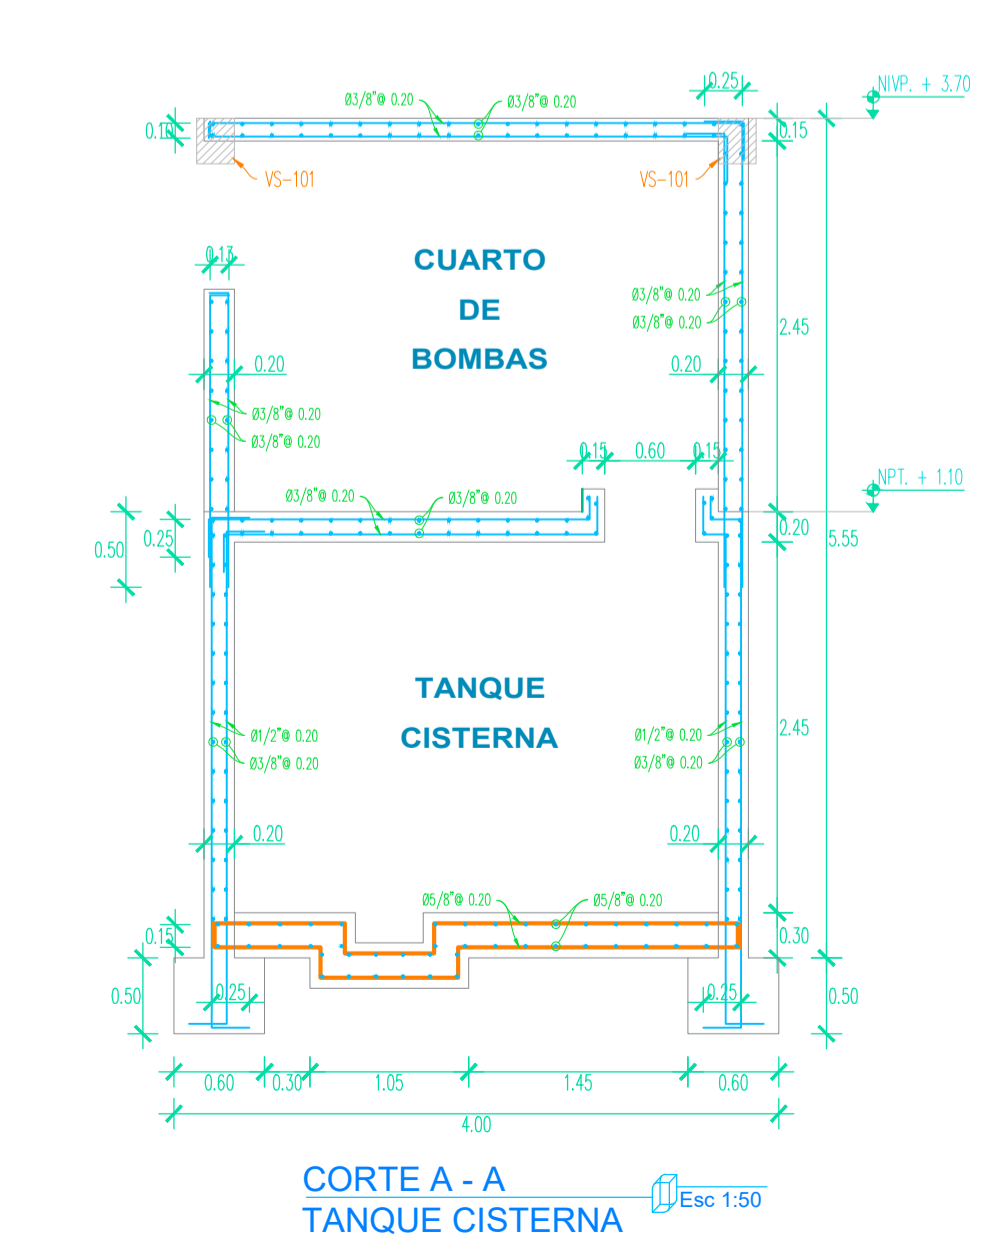 0.25
NIVP. + 3.70
Ø3/8"@ 0.20
Ø3/8"@ 0.20
0.10
0.15
VS-101
VS-101
CUARTO
DE
BOMBAS
0.13
Ø3/8"@ 0.20
Ø3/8"@ 0.20
2.45
0.20
0.20
Ø3/8"@ 0.20
Ø3/8"@ 0.20
0.15
0.60
0.15
NPT. + 1.10
Ø3/8"@ 0.20
Ø3/8"@ 0.20
0.50
0.25
0.20
5.55
TANQUE
CISTERNA
Ø1/2"@ 0.20
Ø3/8"@ 0.20
Ø1/2"@ 0.20
Ø3/8"@ 0.20
2.45
0.20
0.20
Ø5/8"@ 0.20
Ø5/8"@ 0.20
0.15
0.30
0.50
0.25
0.25
0.50
0.60
0.30
1.05
1.45
0.60
4.00
CORTE A - A
Esc 1:50
TANQUE CISTERNA